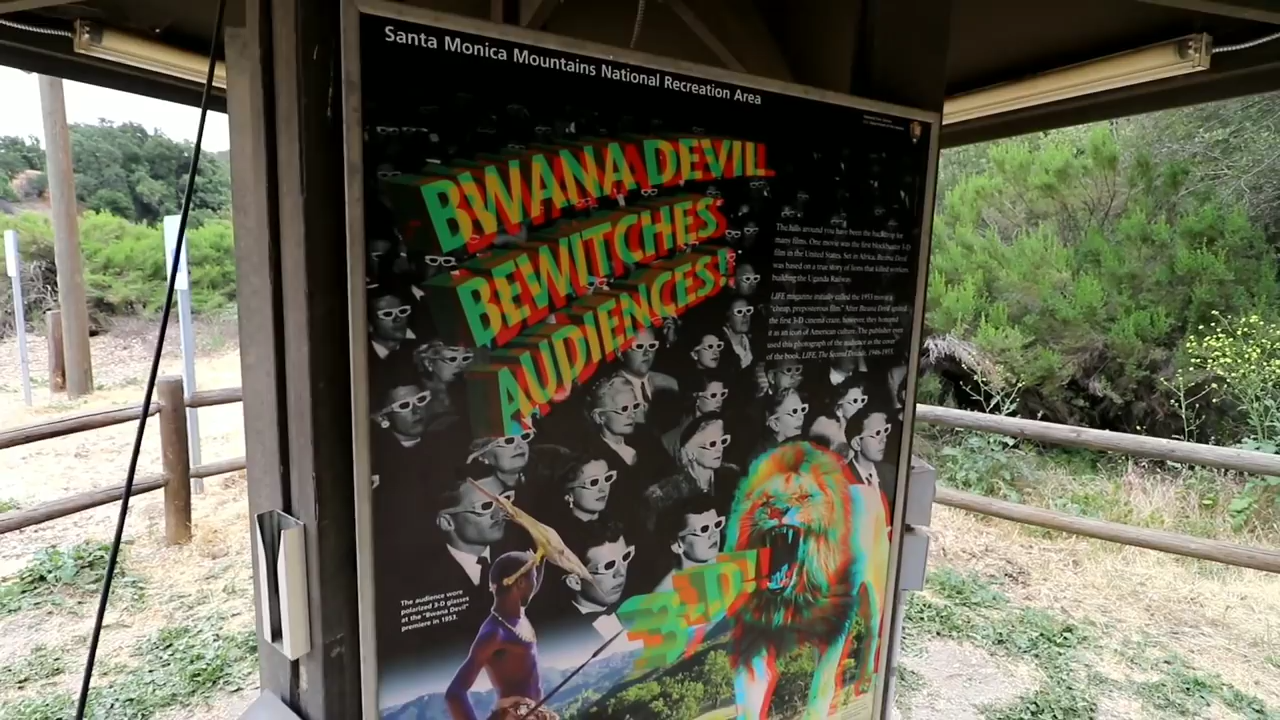 Santa Monica Mountains National Recreation Area
BWANA DEVIL
BEWITCHES
AUDIENCES!
The hills around you have been the backdrop for
many films. One movie was the first blockbuster 3-D
film in the United States. Set in Africa, Bwana Devil
was based on a true story of lions that killed workers
building the Uganda Railway.
LIFE magazine initially called the 1953 movie a
"cheap, preposterous film." After Bwana Devil ignited
the first 3-D cinema craze, however, they honored
it as an icon of American culture. The publisher even
used this photograph of the audience as the cover
of the book, LIFE, The Second Decade, 1946-1955.
3-D!!
The audience wore
polarized 3-D glasses
at the "Bwana Devil"
premiere in 1953.